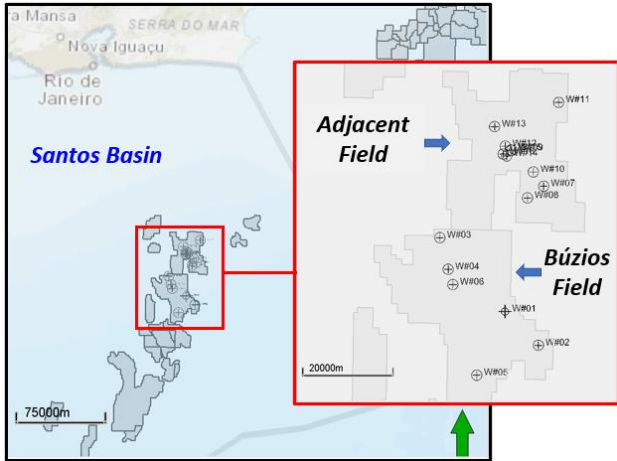 a Mansa
SERRA DO MAR
Nova Iguaçu
Rio de
Janeiro
Santos Basin
75000m
W#11
W#13
Adjacent
Field
W#10
W#07
W#08
W#03
W#04
Búzios
Field
W#06
W#01
W#02
W#05
20000m